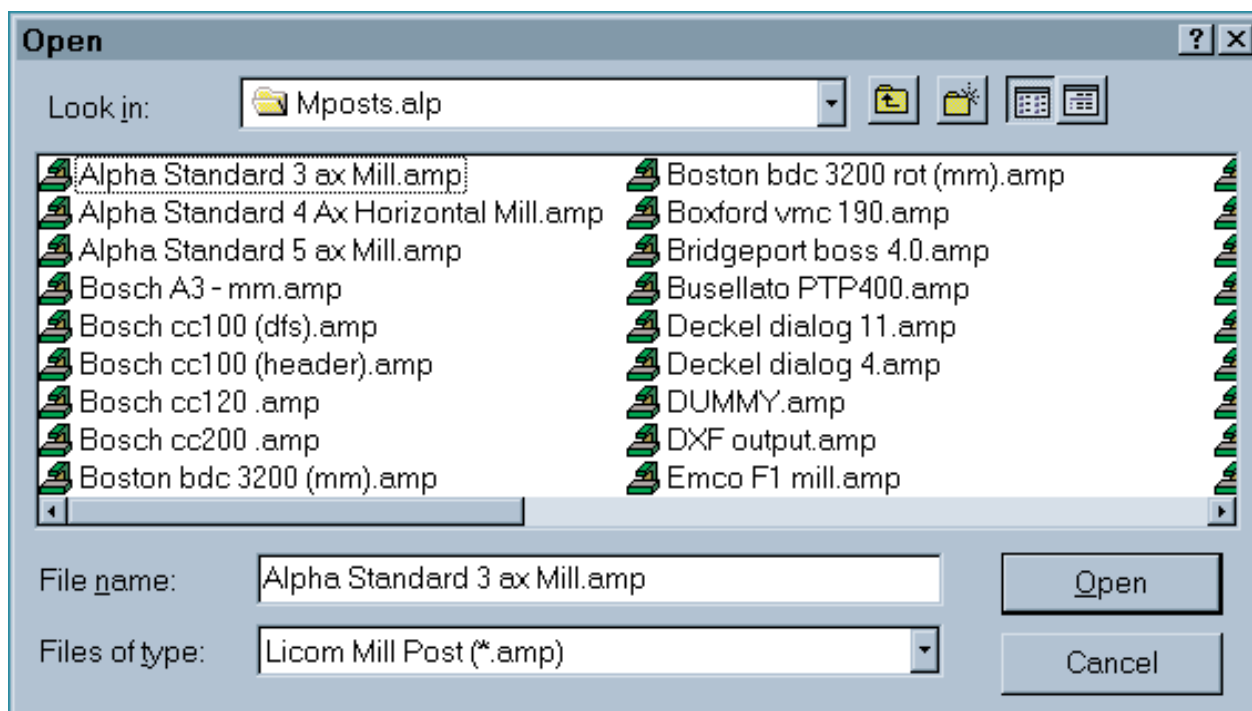 Open
Look in: Mposts.alp
Alpha Standard 3 ax Mill.amp
Alpha Standard 4 Ax Horizontal Mill.amp
Alpha Standard 5 ax Mill.amp
Bosch A3 - mm.amp
Bosch cc100 (dfs).amp
Bosch cc100 (header).amp
Bosch cc120 .amp
Bosch cc200 .amp
Boston bdc 3200 (mm).amp
Boston bdc 3200 rot (mm).amp
Boxford vmc 190.amp
Bridgeport boss 4.0.amp
Busellato PTP400.amp
Deckel dialog 11.amp
Deckel dialog 4.amp
DUMMY.amp
DXF output.amp
Emco F1 mill.amp
File name: Alpha Standard 3 ax Mill.amp
Open
Files of type: Licom Mill Post (*.amp)
Cancel